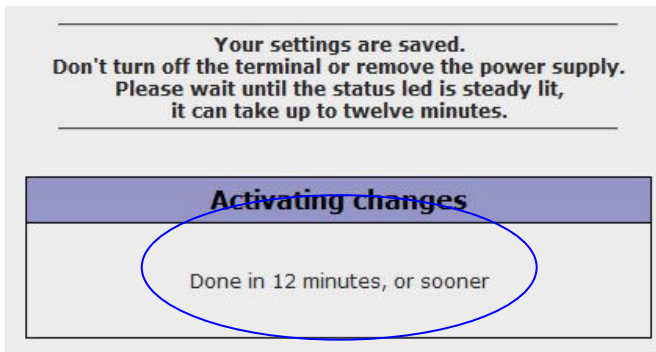 Your settings are saved.
Don't turn off the terminal or remove the power supply.
Please wait until the status led is steady lit,
it can take up to twelve minutes.
Activating changes
Done in 12 minutes, or sooner